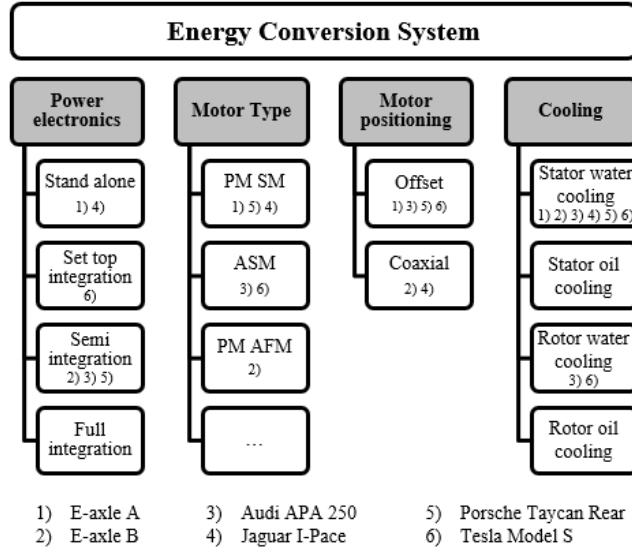 Energy Conversion System
Power
electronics
Stand alone
1) 4)
Set top
integration
6)
Semi
integration
2) 3) 5)
Full
integration
Motor Type
PM SM
1) 5) 4)
ASM
3) 6)
PM AFM
2)
…
Motor
positioning
Offset
1) 3) 5) 6)
Coaxial
2) 4)
Cooling
Stator water
cooling
1) 2) 3) 4) 5) 6)
Stator oil
cooling
Rotor water
cooling
3) 6)
Rotor oil
cooling
1) E-axle A
2) E-axle B
3) Audi APA 250
4) Jaguar I-Pace
5) Porsche Taycan Rear
6) Tesla Model S